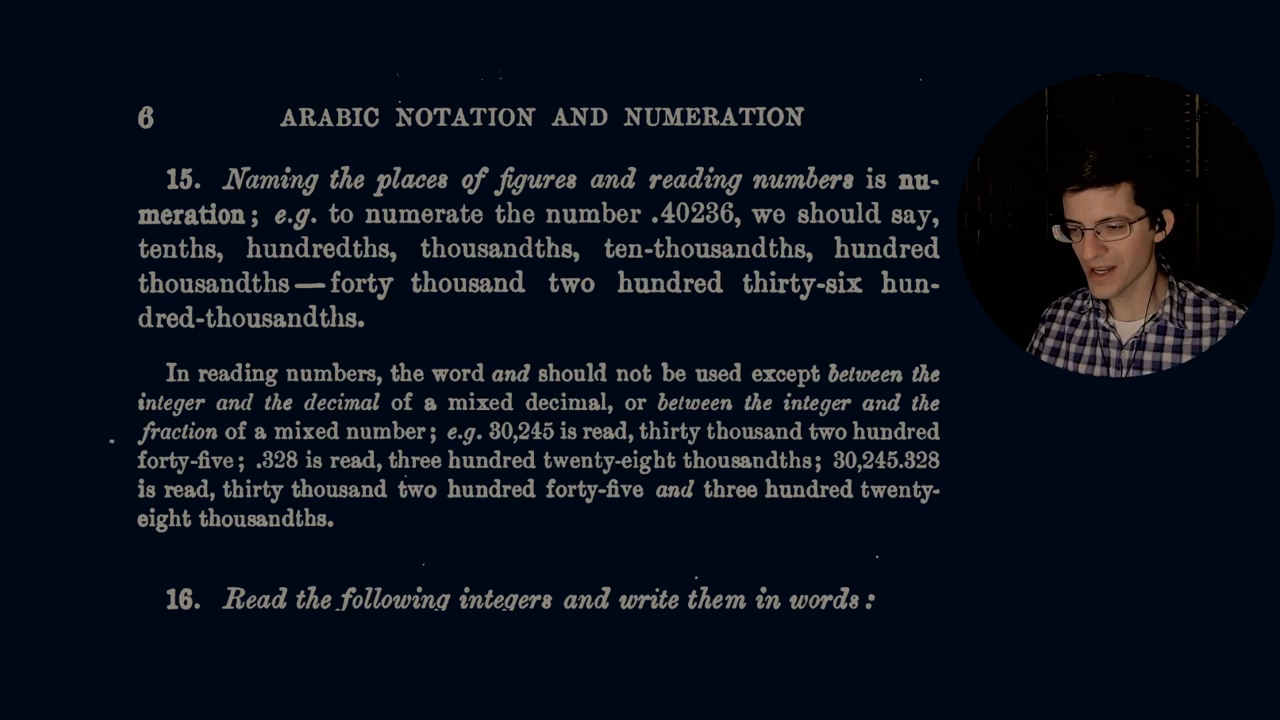 6 ARABIC NOTATION AND NUMERATION
15. Naming the places of figures and reading numbers is nu-
meration; e.g. to numerate the number .40236, we should say,
tenths, hundredths, thousandths, ten-thousandths, hundred
thousandths—forty thousand two hundred thirty-six hun-
dred-thousandths.
In reading numbers, the word and should not be used except between the
integer and the decimal of a mixed decimal, or between the integer and the
fraction of a mixed number; e.g. 30,245 is read, thirty thousand two hundred
forty-five; .328 is read, three hundred twenty-eight thousandths; 30,245.328
is read, thirty thousand two hundred forty-five and three hundred twenty-
eight thousandths.
16. Read the following integers and write them in words: